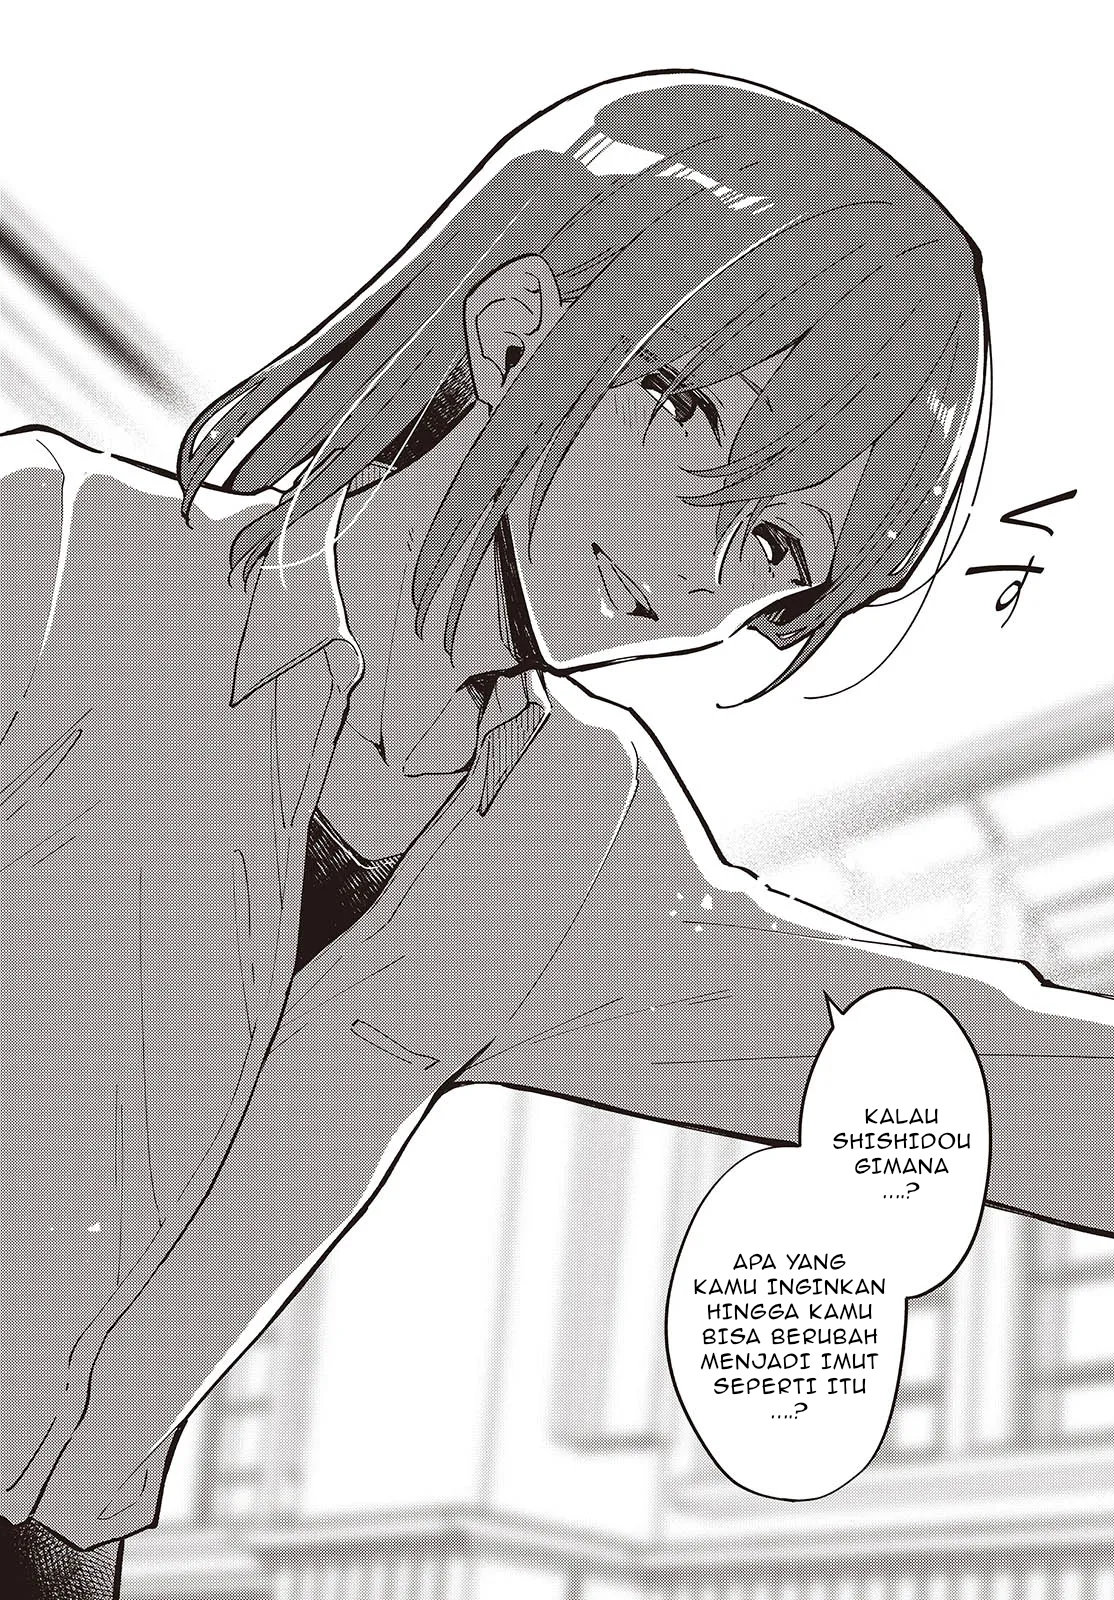 くす
KALAU
SHISHIDOU
GIMANA
....?
APA YANG
KAMU INGINKAN
HINGGA KAMU
BISA BERUBAH
MENJADI IMUT
SEPERTI ITU
....?